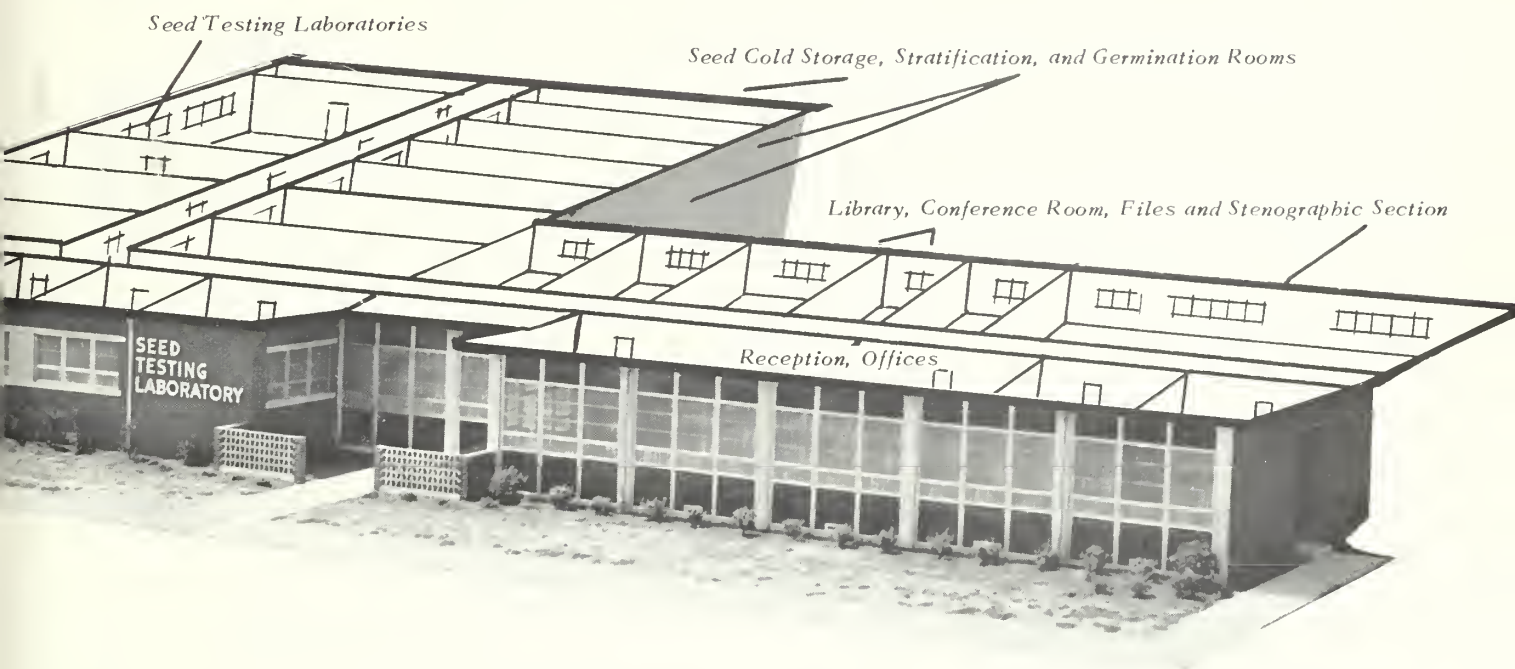 Seed Testing Laboratories
Seed Cold Storage, Stratification, and Germination Rooms
Library, Conference Room, Files and Stenographic Section
Reception, Offices
SEED
TESTING
LABORATORY